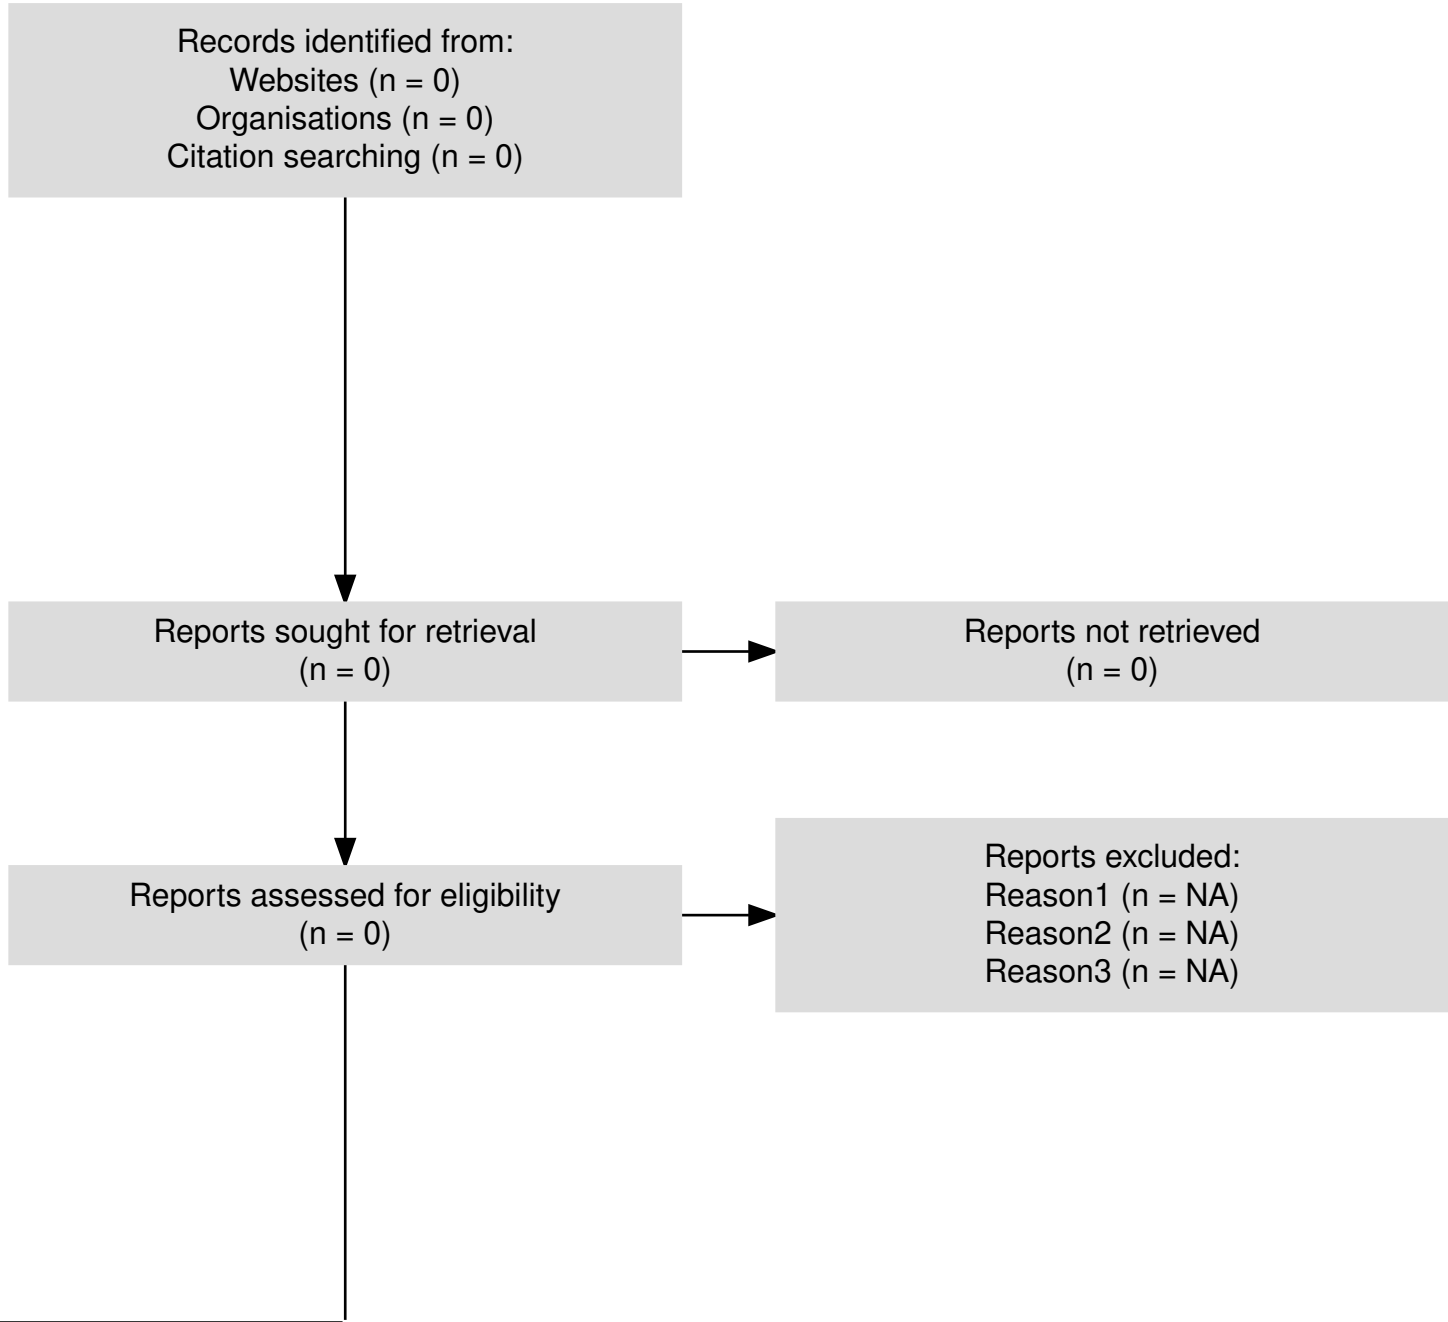 Records identified from:
Websites (n = 0)
Organisations (n = 0)
Citation searching (n = 0)
Reports sought for retrieval
(n = 0)
Reports not retrieved
(n = 0)
Reports assessed for eligibility
(n = 0)
Reports excluded:
Reason1 (n = NA)
Reason2 (n = NA)
Reason3 (n = NA)